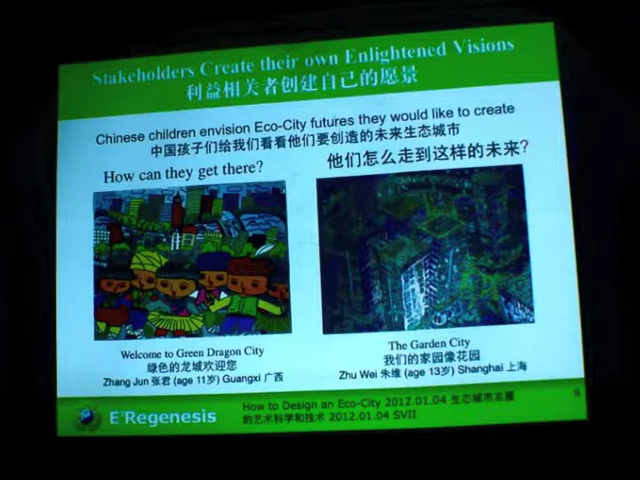 Stakeholders Create their own Enlightened Visions
利益相关者创建自己的愿景
Chinese children envision Eco-City futures they would like to create
中国孩子们给我们看看他们要创造的未来生态城市
How can they get there?
他们怎么走到这样的未来?
Welcome to Green Dragon City
绿色的龙城欢迎您
Zhang Jun 张君 (age 11岁) Guangxi 广西
The Garden City
我们的家园像花园
Zhu Wei 朱维 (age 13岁) Shanghai 上海
9
E²Regenesis
How to Design an Eco-City 2012.01.04 生态城市发展
的艺术科学和技术 2012.01.04 SVII